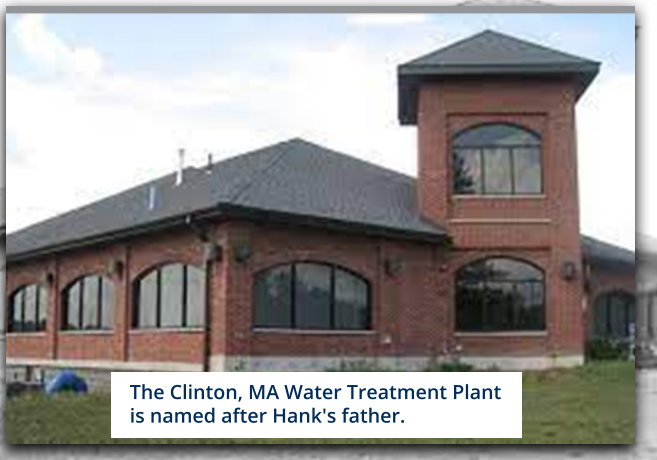 The Clinton, MA Water Treatment Plant
is named after Hank's father.